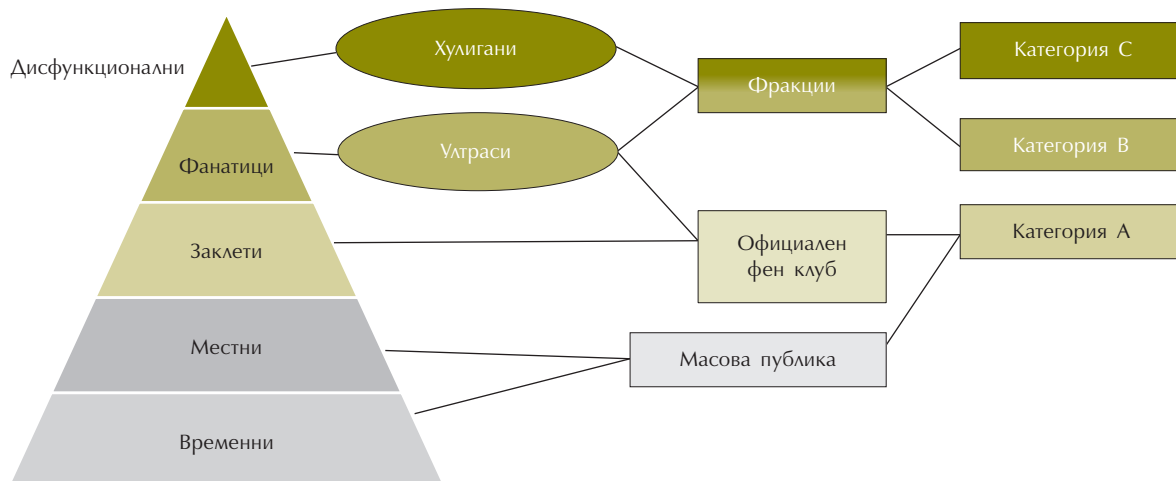 Дисфункционални
Хулигани
Категория C
Фракции
Фанатици
Ултраси
Категория B
Заклети
Официален
фен клуб
Категория A
Местни
Масова публика
Временни